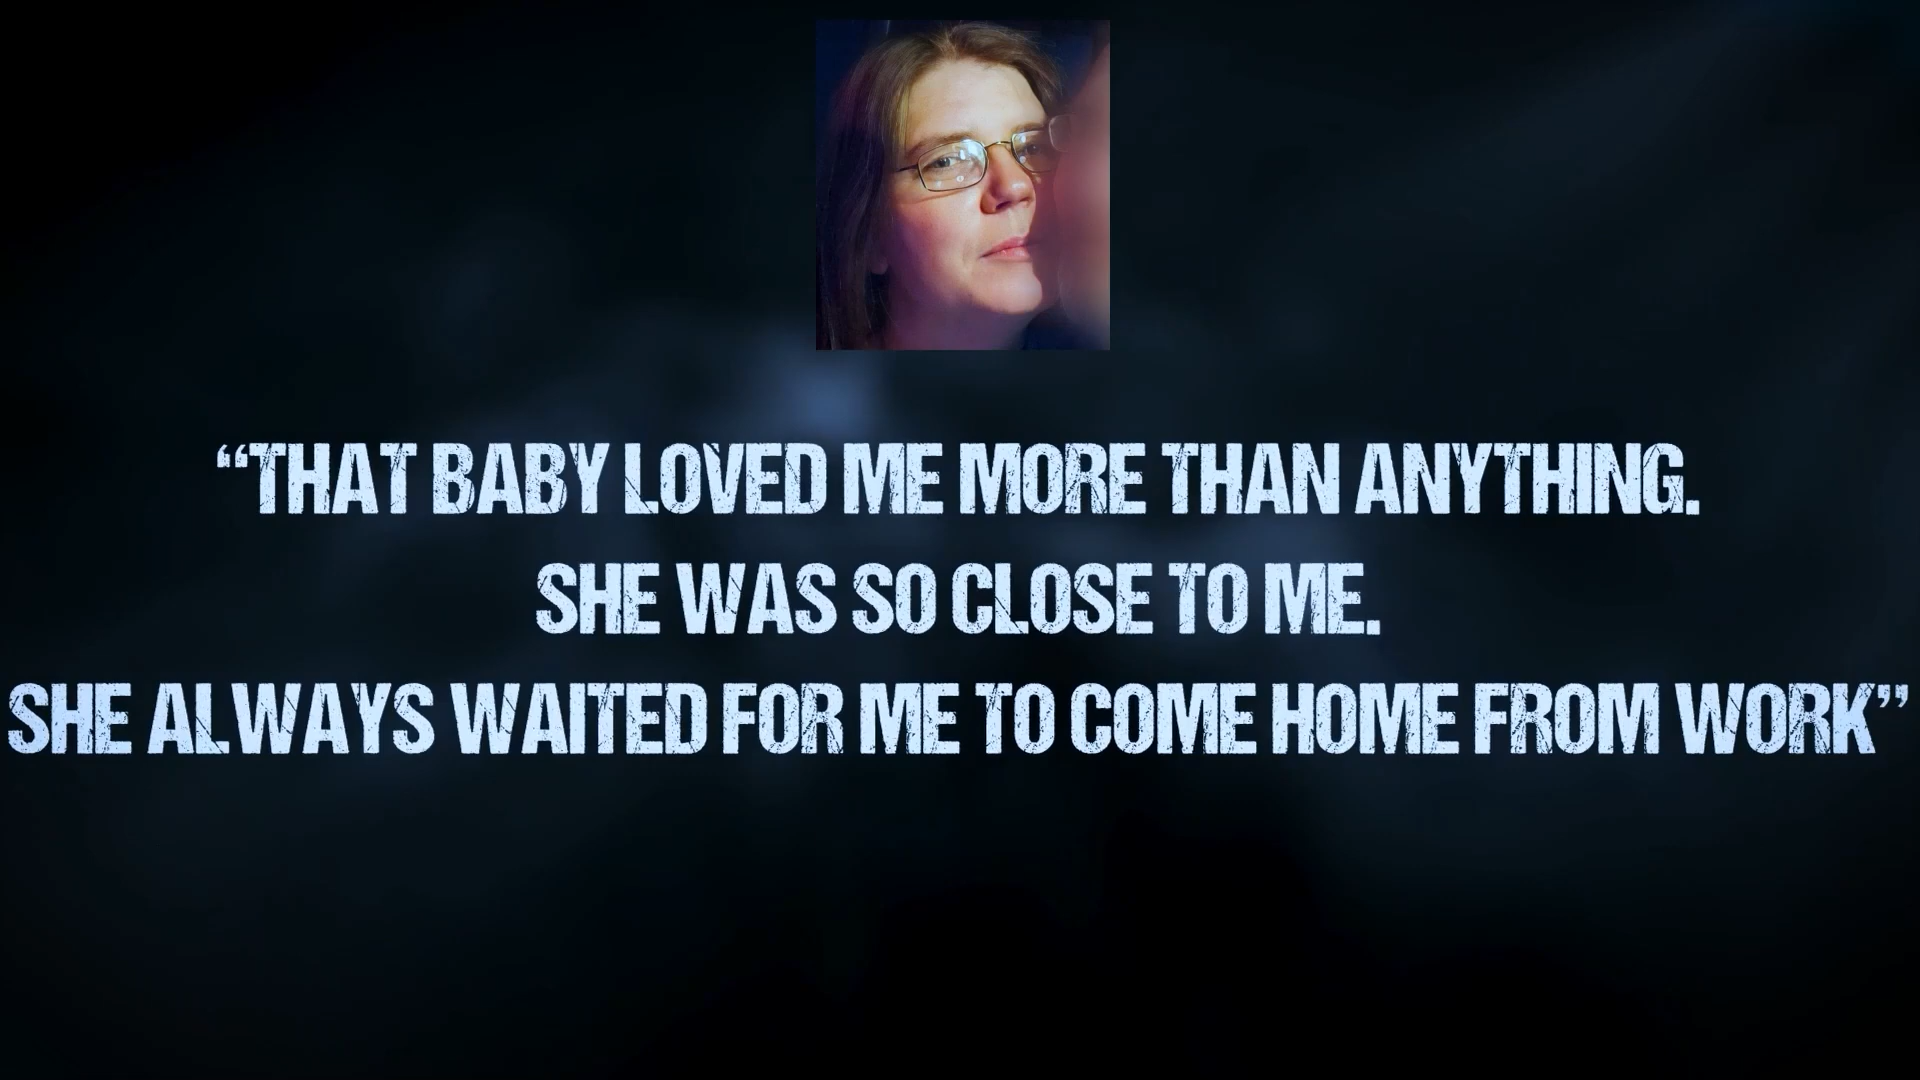 “THAT BABY LOVED ME MORE THAN ANYTHING.
SHE WAS SO CLOSE TO ME.
SHE ALWAYS WAITED FOR ME TO COME HOME FROM WORK”